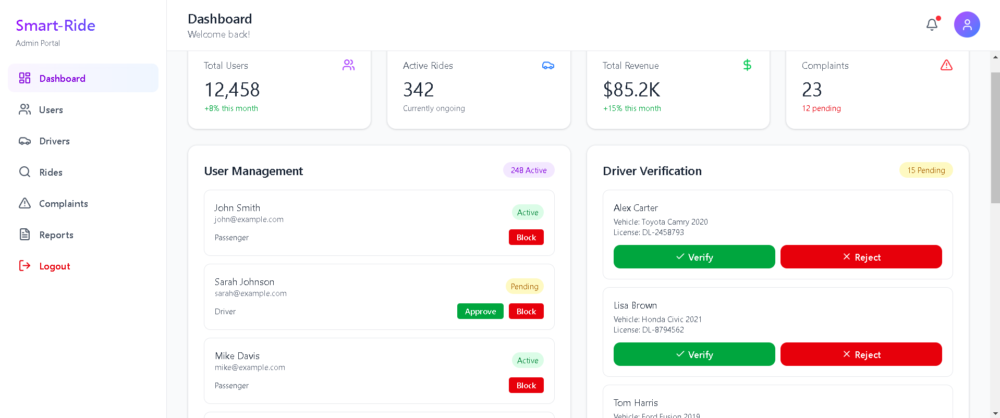 Smart-Ride
Admin Portal
Dashboard
Users
Drivers
Rides
Complaints
Reports
Logout
Dashboard
Welcome back!
Total Users
12,458
+8% this month
Active Rides
342
Currently ongoing
Total Revenue
$85.2K
+15% this month
Complaints
23
12 pending
User Management
248 Active
John Smith
john@example.com
Active
Passenger
Block
Sarah Johnson
sarah@example.com
Pending
Driver
Approve
Block
Mike Davis
mike@example.com
Active
Passenger
Block
Driver Verification
15 Pending
Alex Carter
Vehicle: Toyota Camry 2020
License: DL-2458793
Verify
Reject
Lisa Brown
Vehicle: Honda Civic 2021
License: DL-8794562
Verify
Reject
Tom Harris
Vehicle: Ford Fusion 2019